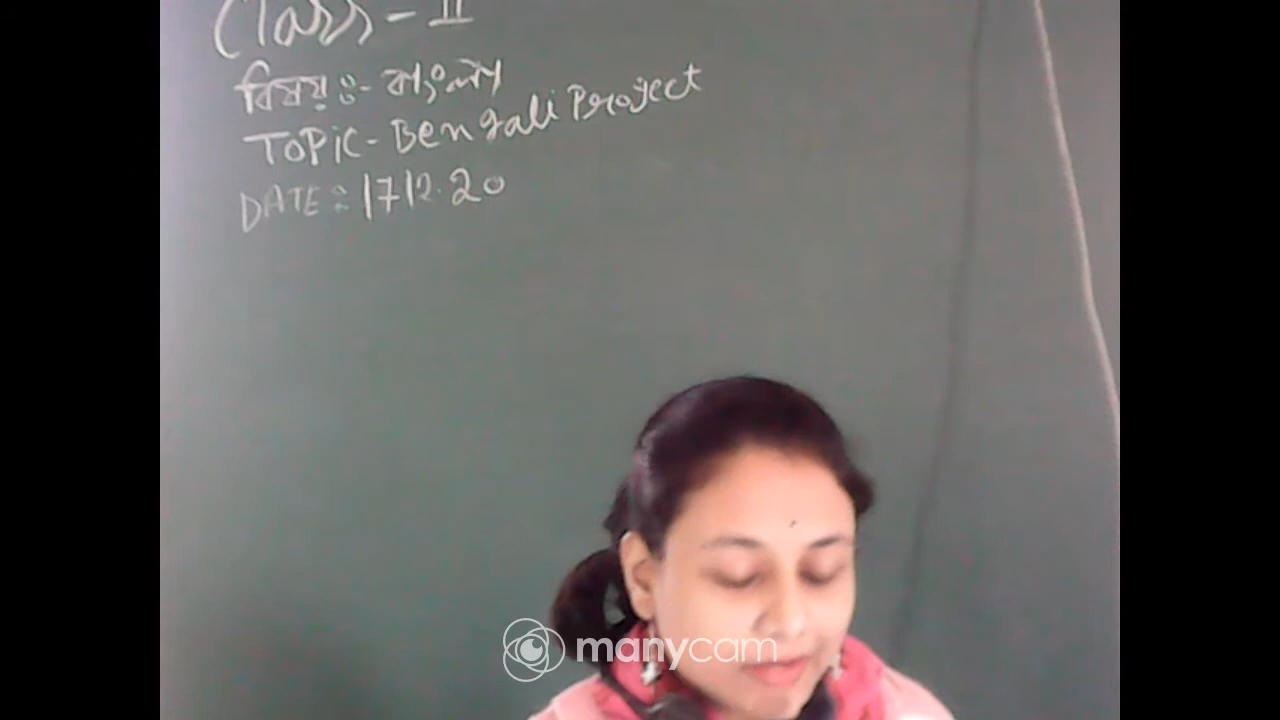 Class - II
বিষয় :- বাংলা
TOPIC - Bengali Project
DATE : 17.12.20
manycam